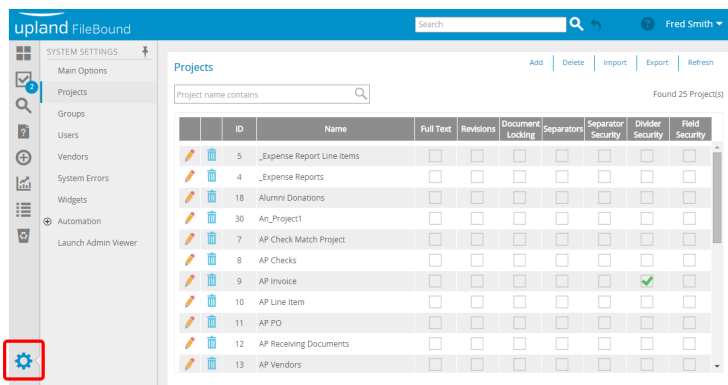 upland FileBound
Search
Fred Smith
SYSTEM SETTINGS
Main Options
Projects
Groups
Users
Vendors
System Errors
Widgets
Automation
Launch Admin Viewer
2
Projects
Add Delete Import Export Refresh
Project name contains
Found 25 Project(s)
ID Name Full Text Revisions Document Locking Separators Separator Security Divider Security Field Security
5 _Expense Report Line Items
4 _Expense Reports
18 Alumni Donations
30 An_Project1
7 AP Check Match Project
8 AP Checks
9 AP Invoice
10 AP Line Item
11 AP PO
12 AP Receiving Documents
13 AP Vendors